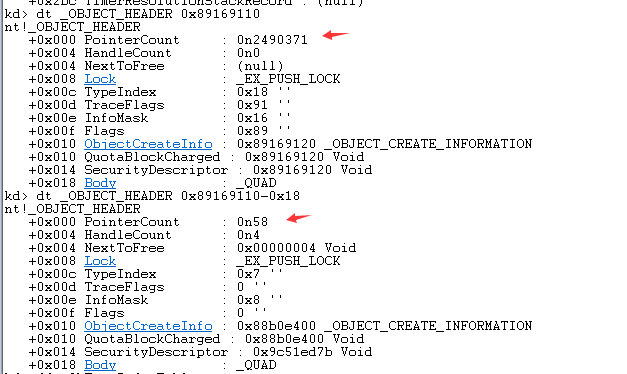 +0x2bc TimerResolutionStackRecord : (null)
kd> dt _OBJECT_HEADER 0x89169110
nt!_OBJECT_HEADER
+0x000 PointerCount : 0n2490371
+0x004 HandleCount : 0n0
+0x004 NextToFree : (null)
+0x008 Lock : _EX_PUSH_LOCK
+0x00c TypeIndex : 0x18 ''
+0x00d TraceFlags : 0x91 ''
+0x00e InfoMask : 0x16 ''
+0x00f Flags : 0x89 ''
+0x010 ObjectCreateInfo : 0x89169120 _OBJECT_CREATE_INFORMATION
+0x010 QuotaBlockCharged : 0x89169120 Void
+0x014 SecurityDescriptor : 0x89169120 Void
+0x018 Body : _QUAD
kd> dt _OBJECT_HEADER 0x89169110-0x18
nt!_OBJECT_HEADER
+0x000 PointerCount : 0n58
+0x004 HandleCount : 0n4
+0x004 NextToFree : 0x00000004 Void
+0x008 Lock : _EX_PUSH_LOCK
+0x00c TypeIndex : 0x7 ''
+0x00d TraceFlags : 0 ''
+0x00e InfoMask : 0x8 ''
+0x00f Flags : 0 ''
+0x010 ObjectCreateInfo : 0x88b0e400 _OBJECT_CREATE_INFORMATION
+0x010 QuotaBlockCharged : 0x88b0e400 Void
+0x014 SecurityDescriptor : 0x9c51ed7b Void
+0x018 Body : _QUAD